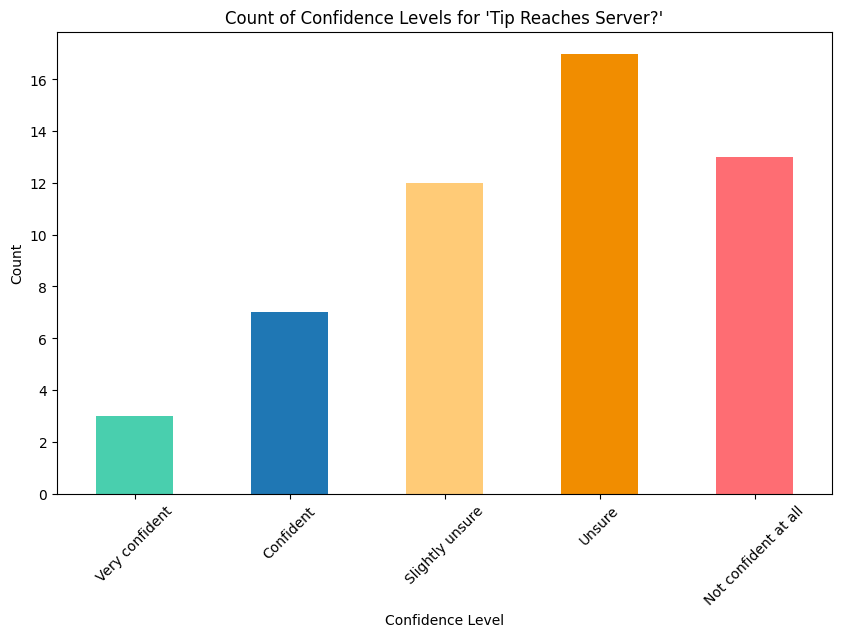 Count of Confidence Levels for 'Tip Reaches Server?'
Count
16
14
12
10
8
6
4
2
0
Very confident
Confident
Slightly unsure
Unsure
Not confident at all
Confidence Level